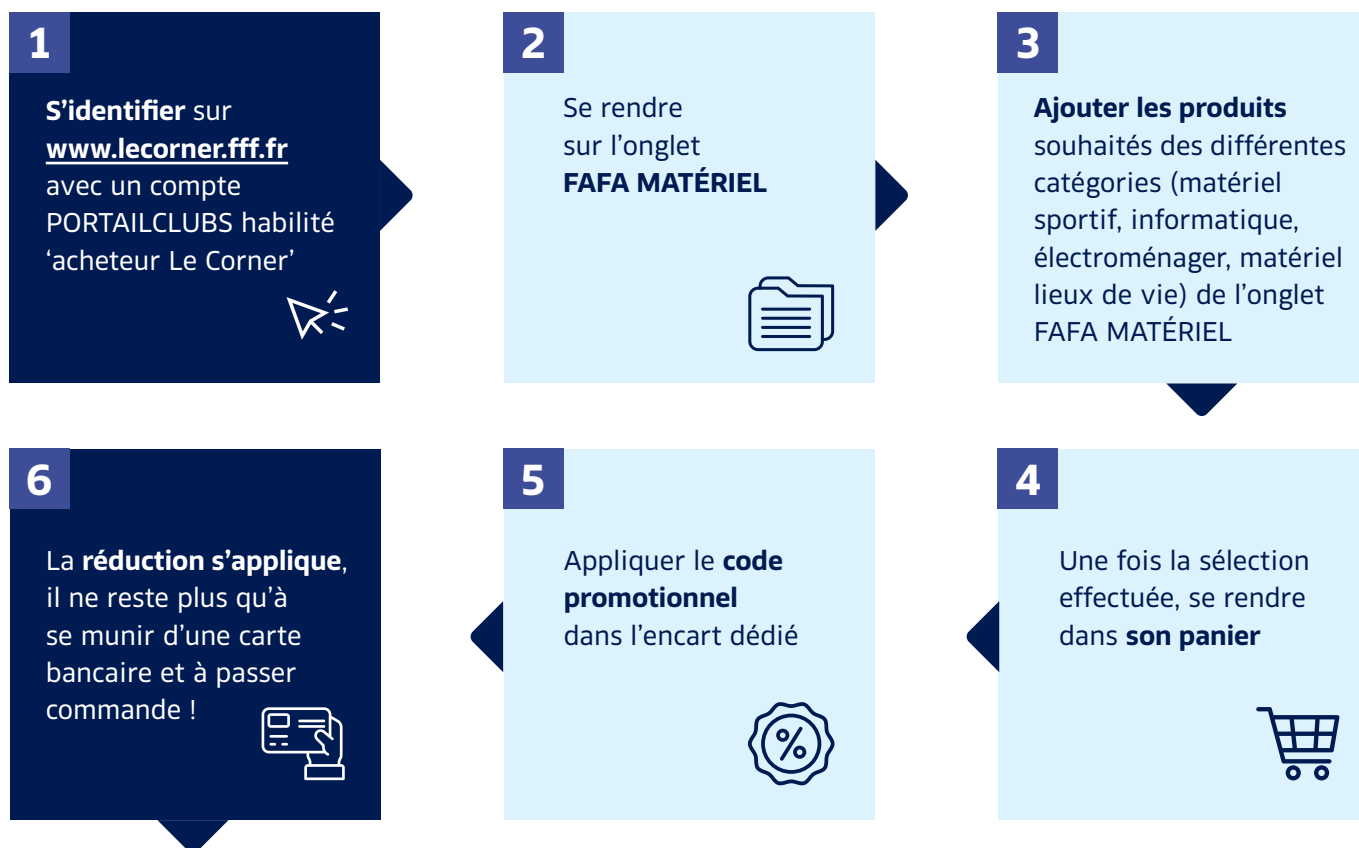 1
S’identifier sur
www.lecorner.fff.fr
avec un compte
PORTAILCLUBS habilité
‘acheteur Le Corner’
2
Se rendre
sur l’onglet
FAFA MATÉRIEL
3
Ajouter les produits
souhaités des différentes
catégories (matériel
sportif, informatique,
électroménager, matériel
lieux de vie) de l’onglet
FAFA MATÉRIEL
4
Une fois la sélection
effectuée, se rendre
dans son panier
5
Appliquer le code
promotionnel
dans l’encart dédié
%
6
La réduction s’applique,
il ne reste plus qu’à
se munir d’une carte
bancaire et à passer
commande !